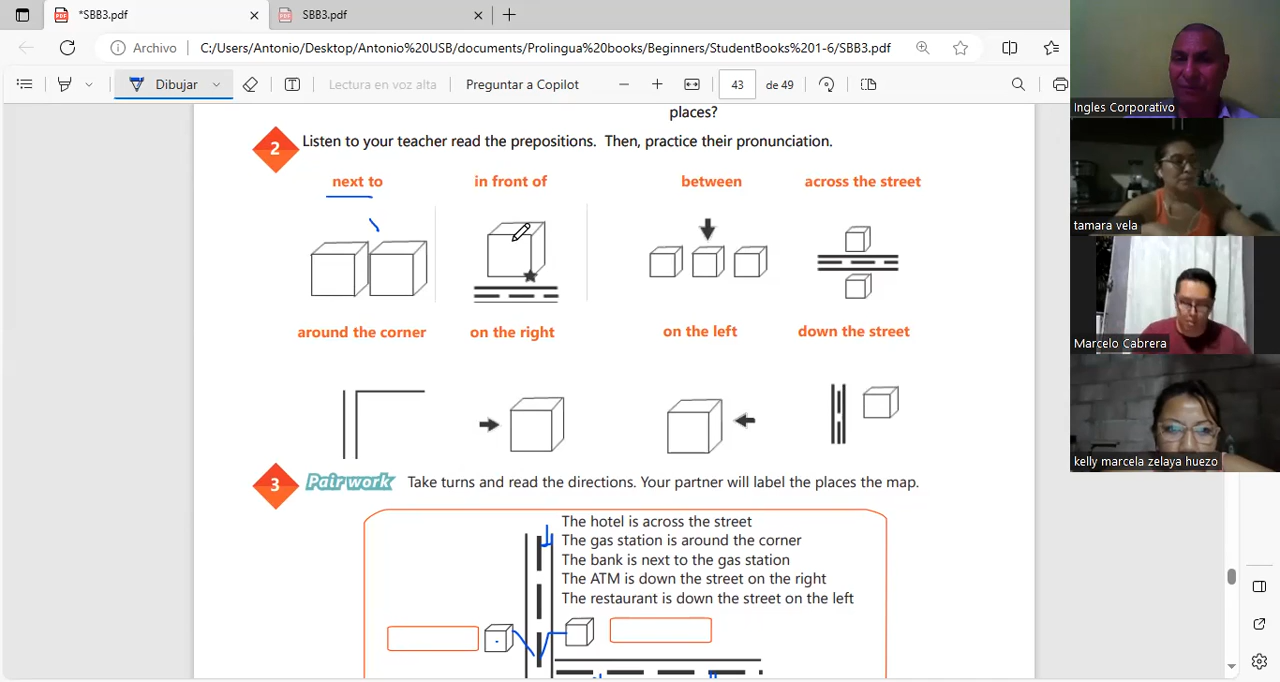 *SBB3.pdf
SBB3.pdf
Archivo
C:/Users/Antonio/Desktop/Antonio%20USB/documents/Prolingua%20books/Beginners/StudentBooks%201-6/SBB3.pdf
Dibujar
Lectura en voz alta
Preguntar a Copilot
43
de 49
places?
2
Listen to your teacher read the prepositions. Then, practice their pronunciation.
next to in front of between across the street
around the corner on the right on the left down the street
3
Pair work Take turns and read the directions. Your partner will label the places the map.
The hotel is across the street
The gas station is around the corner
The bank is next to the gas station
The ATM is down the street on the right
The restaurant is down the street on the left
Ingles Corporativo
tamara vela
Marcelo Cabrera
kelly marcela zelaya huezo